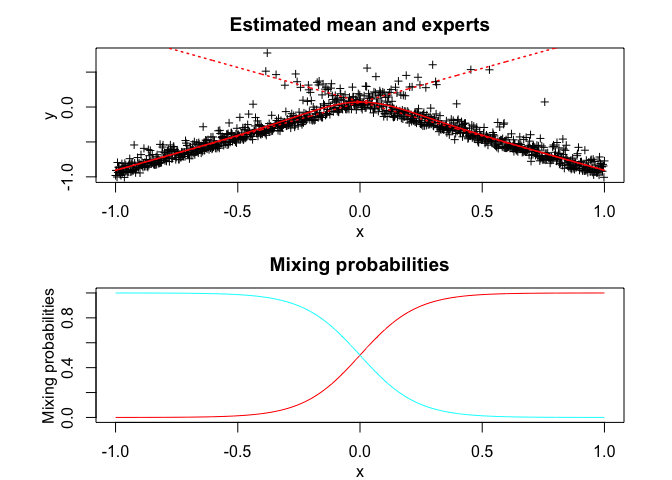 Estimated mean and experts
y
0.0
-1.0
-1.0 -0.5 0.0 0.5 1.0
x
Mixing probabilities
Mixing probabilities
0.8
0.4
0.0
-1.0 -0.5 0.0 0.5 1.0
x